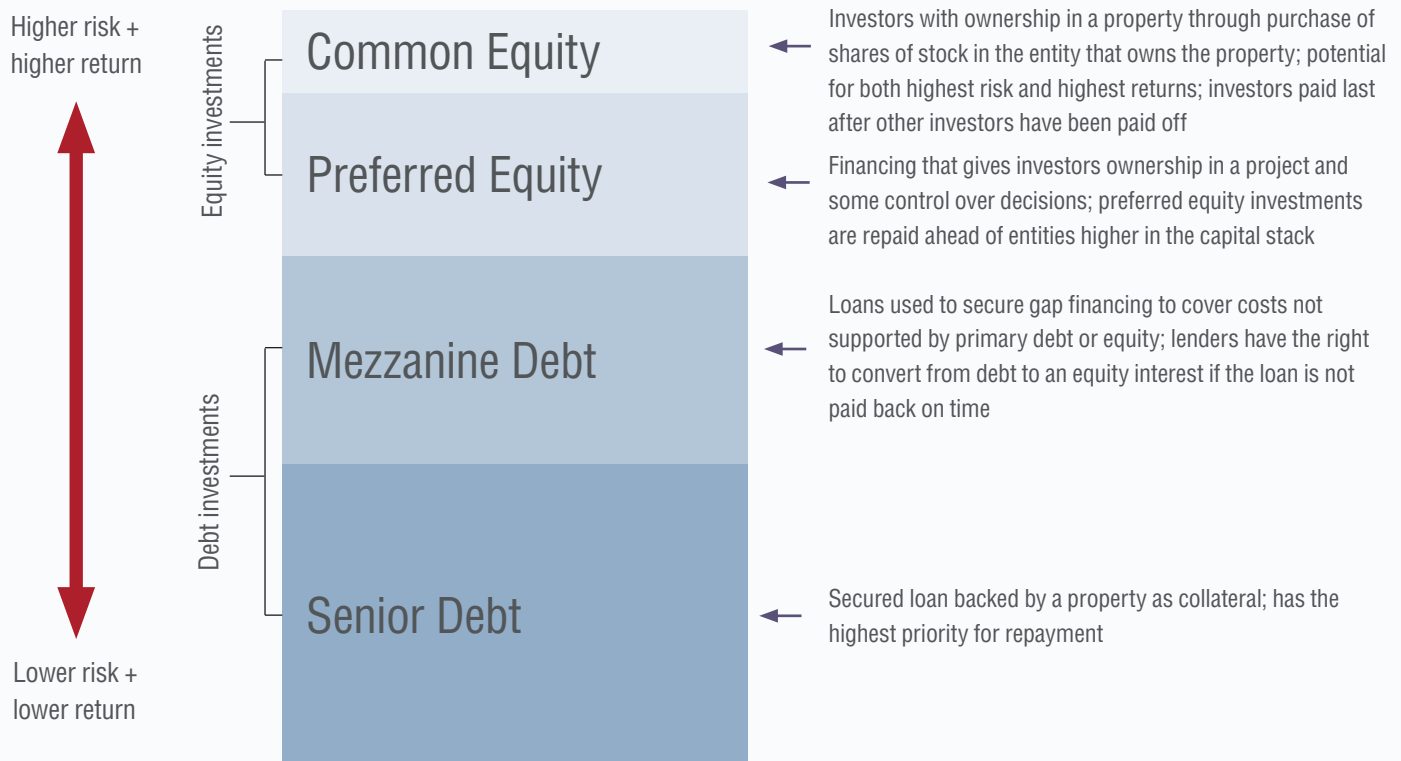 Higher risk +
higher return
Equity investments
Common Equity
Investors with ownership in a property through purchase of
shares of stock in the entity that owns the property; potential
for both highest risk and highest returns; investors paid last
after other investors have been paid off
Preferred Equity
Financing that gives investors ownership in a project and
some control over decisions; preferred equity investments
are repaid ahead of entities higher in the capital stack
Debt investments
Mezzanine Debt
Loans used to secure gap financing to cover costs not
supported by primary debt or equity; lenders have the right
to convert from debt to an equity interest if the loan is not
paid back on time
Senior Debt
Secured loan backed by a property as collateral; has the
highest priority for repayment
Lower risk +
lower return